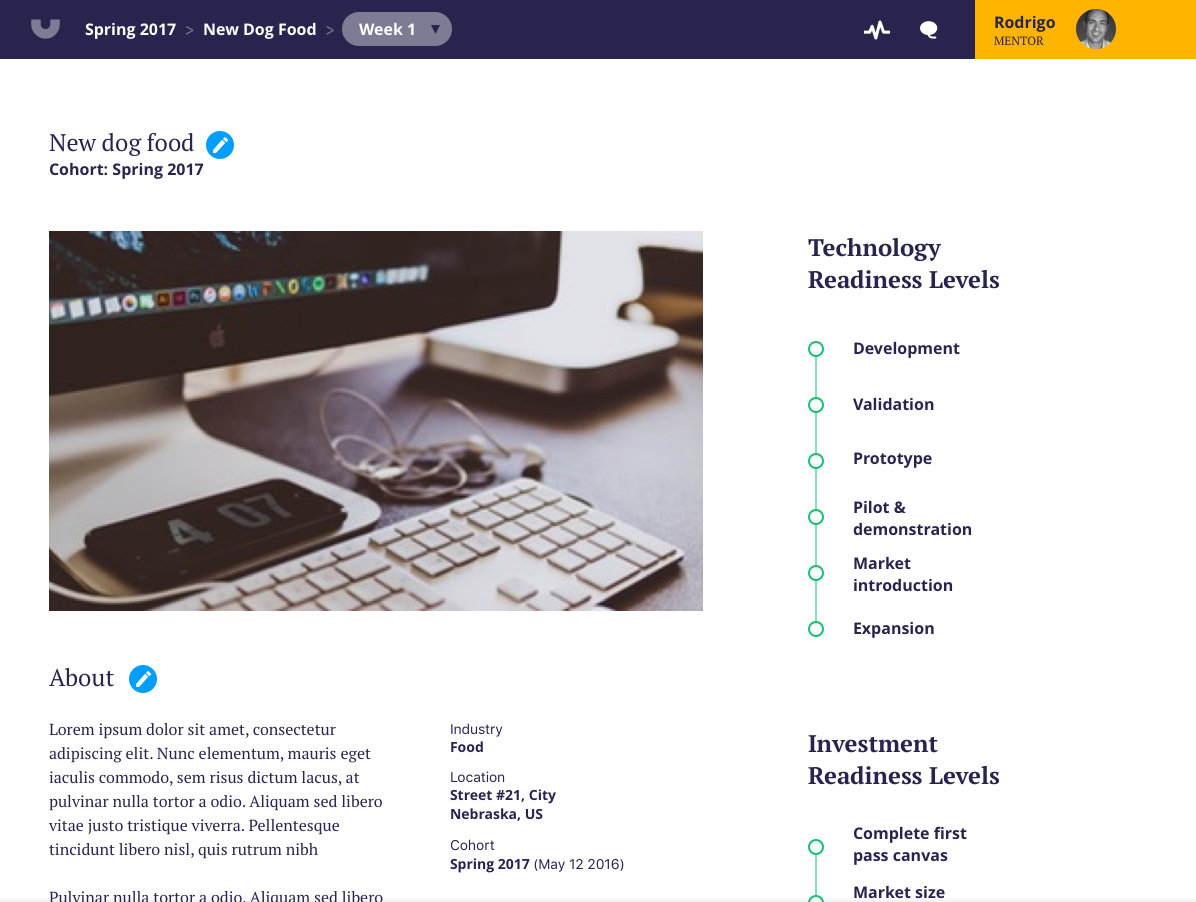 Spring 2017 > New Dog Food > Week 1 ▼
Rodrigo
MENTOR
New dog food
Cohort: Spring 2017
4 07
About
Lorem ipsum dolor sit amet, consectetur
adipiscing elit. Nunc elementum, mauris eget
iaculis commodo, sem risus dictum lacus, at
pulvinar nulla tortor a odio. Aliquam sed libero
vitae justo tristique viverra. Pellentesque
tincidunt libero nisl, quis rutrum nibh
Pulvinar nulla tortor a odio. Aliquam sed libero
Industry
Food
Location
Street #21, City
Nebraska, US
Cohort
Spring 2017 (May 12 2016)
Technology
Readiness Levels
Development
Validation
Prototype
Pilot &
demonstration
Market
introduction
Expansion
Investment
Readiness Levels
Complete first
pass canvas
Market size